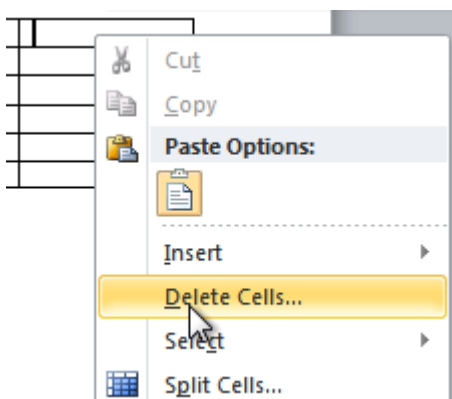 Cut
Copy
Paste Options:
Insert
Delete Cells...
Select
Split Cells...